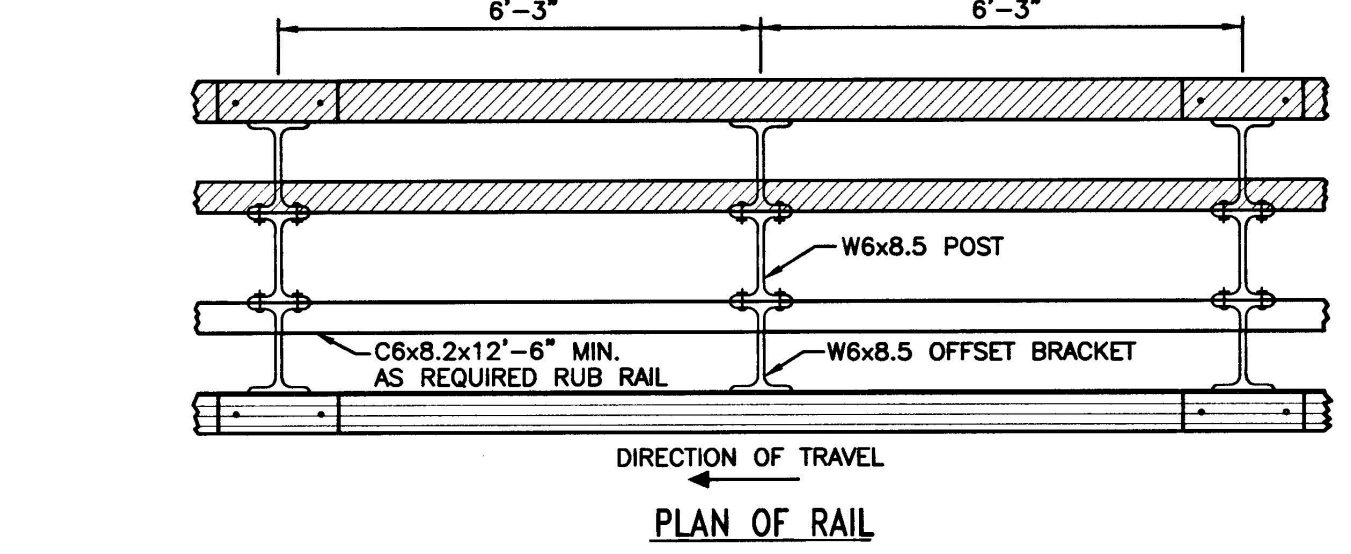 6'-3" 6'-3"
W6x8.5 POST
C6x8.2x12'-6" MIN.
AS REQUIRED RUB RAIL
W6x8.5 OFFSET BRACKET
DIRECTION OF TRAVEL
PLAN OF RAIL